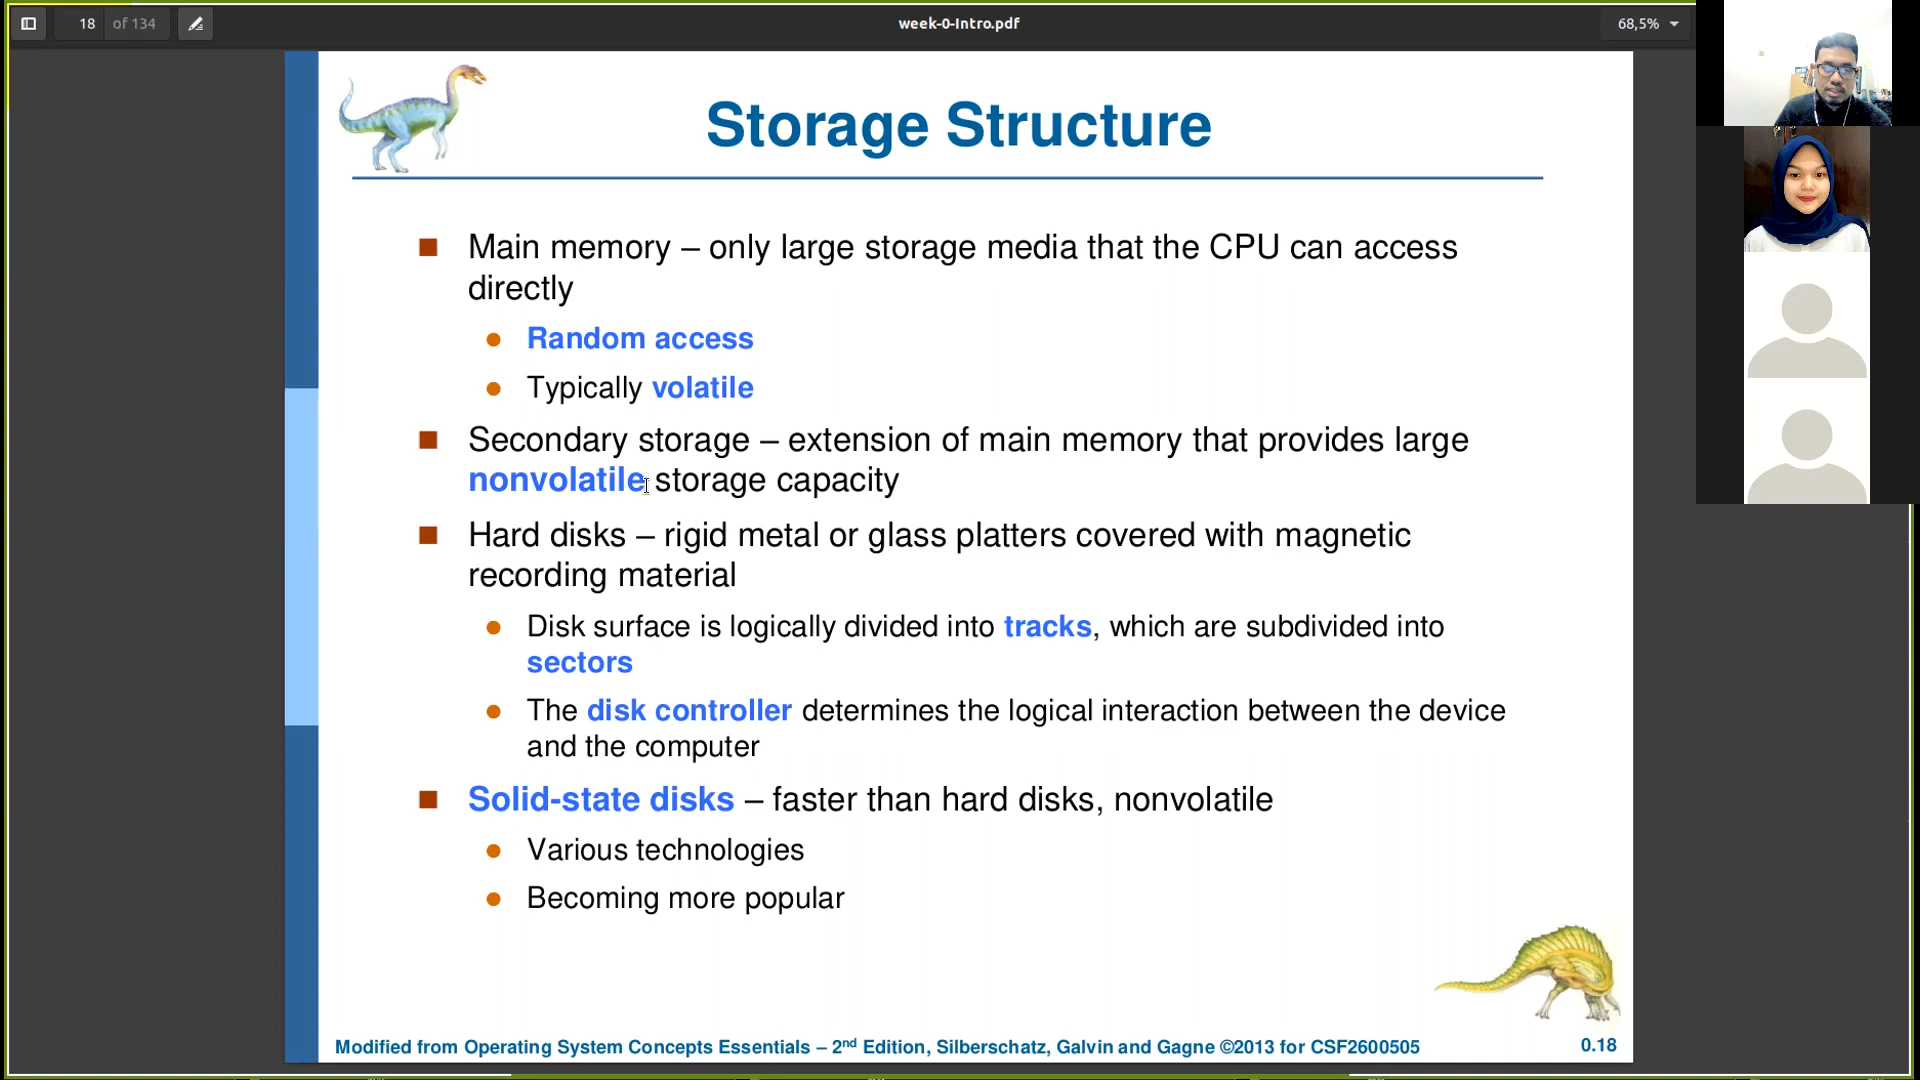 18 of 134
week-0-Intro.pdf
68,5%
Storage Structure
Main memory – only large storage media that the CPU can access
directly
Random access
Typically volatile
Secondary storage – extension of main memory that provides large
nonvolatile storage capacity
Hard disks – rigid metal or glass platters covered with magnetic
recording material
Disk surface is logically divided into tracks, which are subdivided into
sectors
The disk controller determines the logical interaction between the device
and the computer
Solid-state disks – faster than hard disks, nonvolatile
Various technologies
Becoming more popular
Modified from Operating System Concepts Essentials – 2nd Edition, Silberschatz, Galvin and Gagne ©2013 for CSF2600505
0.18